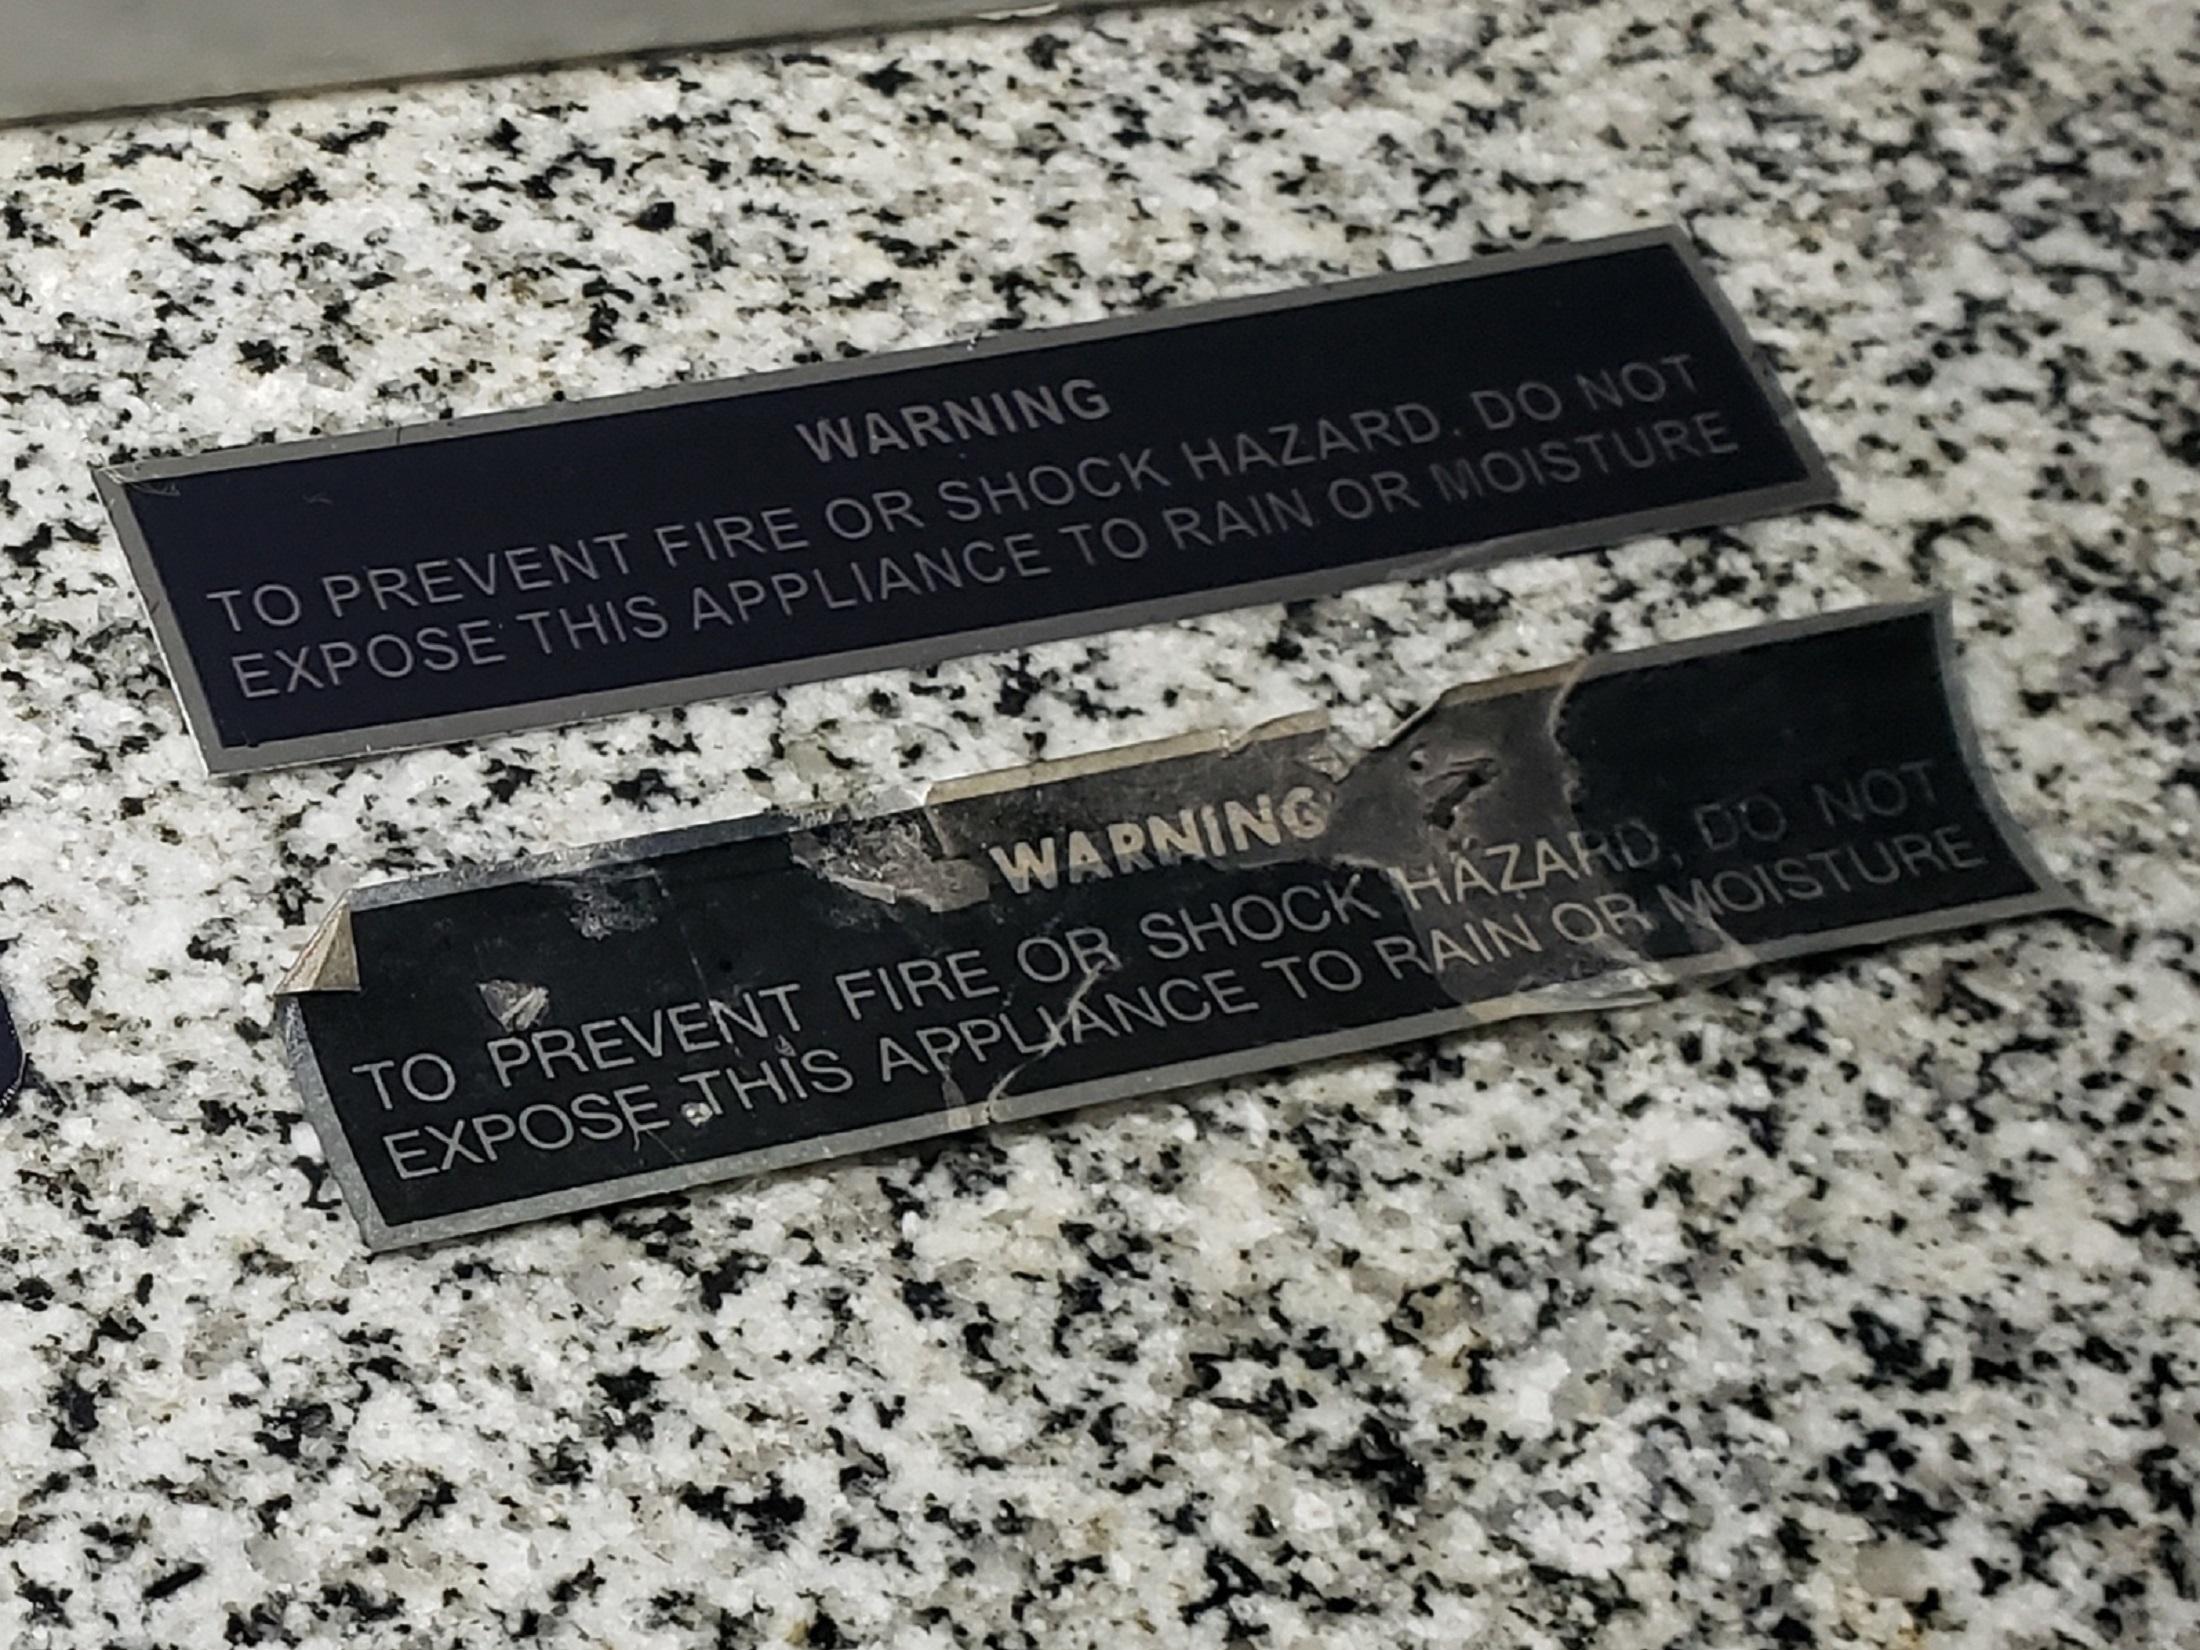 WARNING
TO PREVENT FIRE OR SHOCK HAZARD. DO NOT
EXPOSE THIS APPLIANCE TO RAIN OR MOISTURE
WARNING
TO PREVENT FIRE OR SHOCK HAZARD, DO NOT
EXPOSE THIS APPLIANCE TO RAIN OR MOISTURE